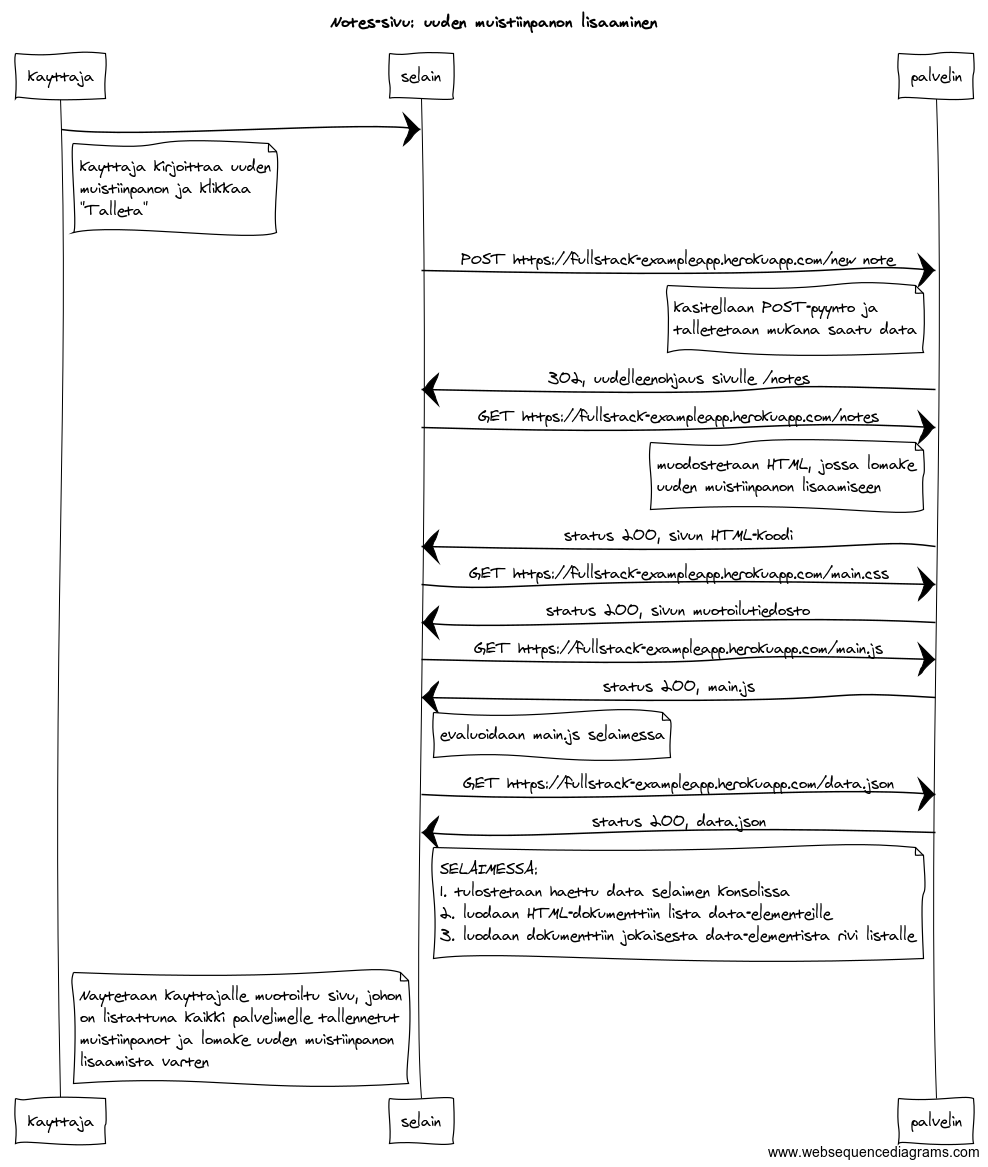 Notes-sivu: uuden muistiinpanon lisaaminen
kayttaja
selain
palvelin
kayttaja kirjoittaa uuden
muistiinpanon ja klikkaa
"Talleta"
POST https://fullstack-exampleapp.herokuapp.com/new note
kasitellaan POST-pyynto ja
talletetaan mukana saatu data
302, uudelleenohjaus sivulle /notes
GET https://fullstack-exampleapp.herokuapp.com/notes
muodostetaan HTML, jossa lomake
uuden muistiinpanon lisaamiseen
status 200, sivun HTML-koodi
GET https://fullstack-exampleapp.herokuapp.com/main.css
status 200, sivun muotoilutiedosto
GET https://fullstack-exampleapp.herokuapp.com/main.js
status 200, main.js
evaluoidaan main.js selaimessa
GET https://fullstack-exampleapp.herokuapp.com/data.json
status 200, data.json
SELAIMESSA:
1. tulostetaan haettu data selaimen konsolissa
2. luodaan HTML-dokumenttiin lista data-elementeille
3. luodaan dokumenttiin jokaisesta data-elementista rivi listalle
Naytetaan kayttajalle muotoiltu sivu, johon
on listattuna kaikki palvelimelle tallennetut
muistiinpanot ja lomake uuden muistiinpanon
lisaamista varten
kayttaja
selain
palvelin
www.websequencediagrams.com